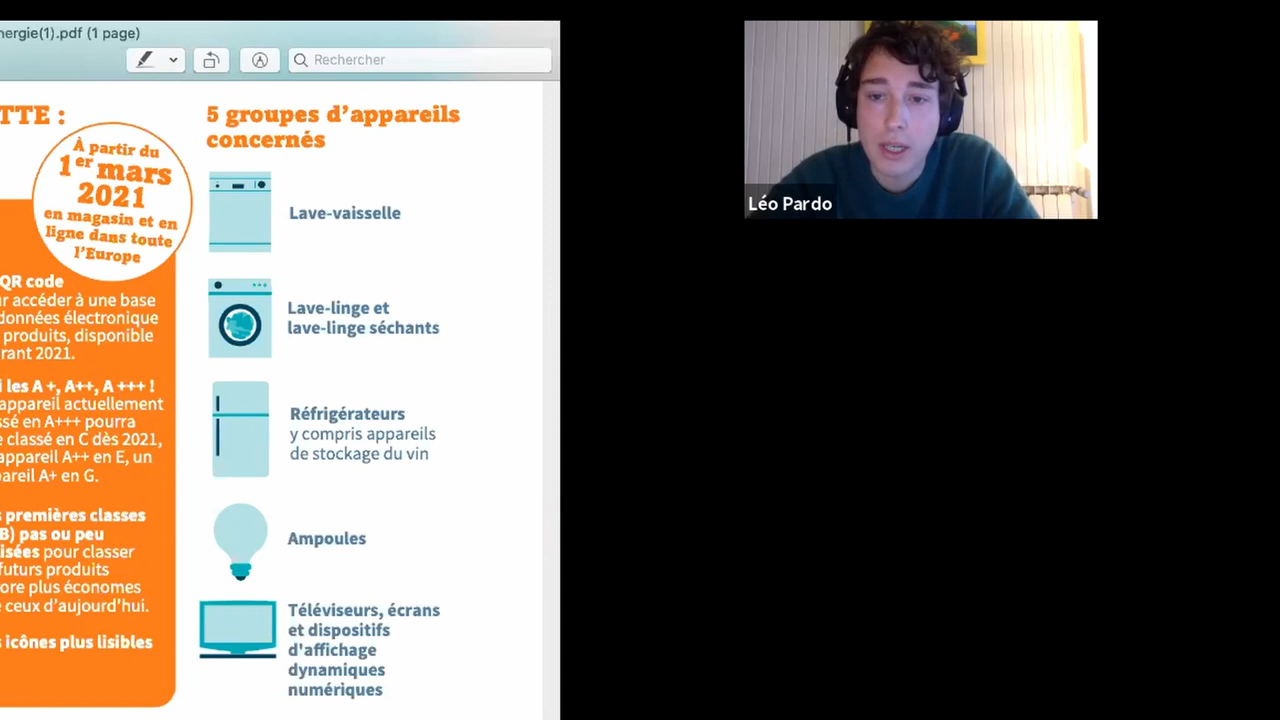 nergie(1).pdf (1 page)
Rechercher
TTE :
À partir du
1er mars
2021
en magasin et en
ligne dans toute
l'Europe
QR code
ur accéder à une base
données électronique
produits, disponible
rant 2021.
i les A +, A++, A +++ !
appareil actuellement
ssé en A+++ pourra
e classé en C dès 2021,
appareil A++ en E, un
pareil A+ en G.
s premières classes
B) pas ou peu
isées pour classer
futurs produits
ore plus économes
e ceux d'aujourd'hui.
s icônes plus lisibles
5 groupes d'appareils
concernés
Lave-vaisselle
Lave-linge et
lave-linge séchants
Réfrigérateurs
y compris appareils
de stockage du vin
Ampoules
Téléviseurs, écrans
et dispositifs
d'affichage
dynamiques
numériques
Léo Pardo